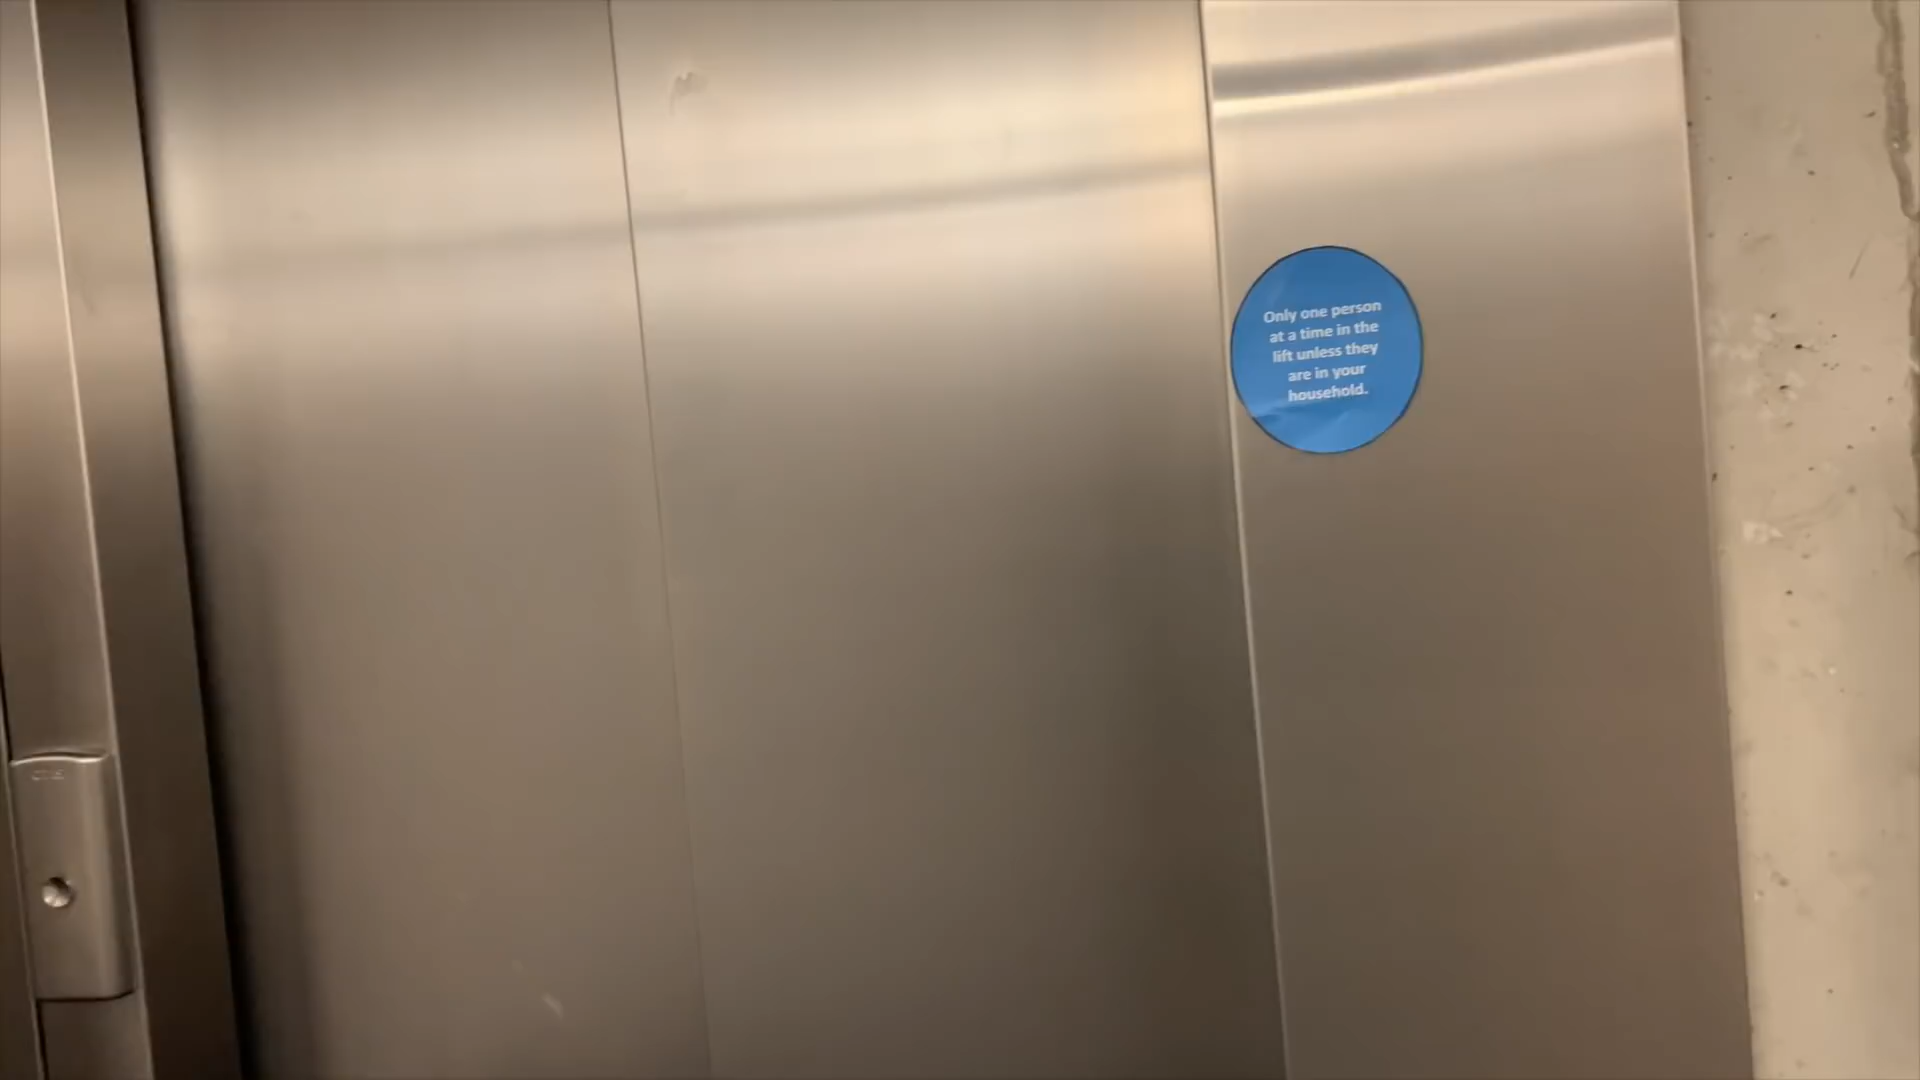 Only one person
at a time in the
lift unless they
are in your
household.